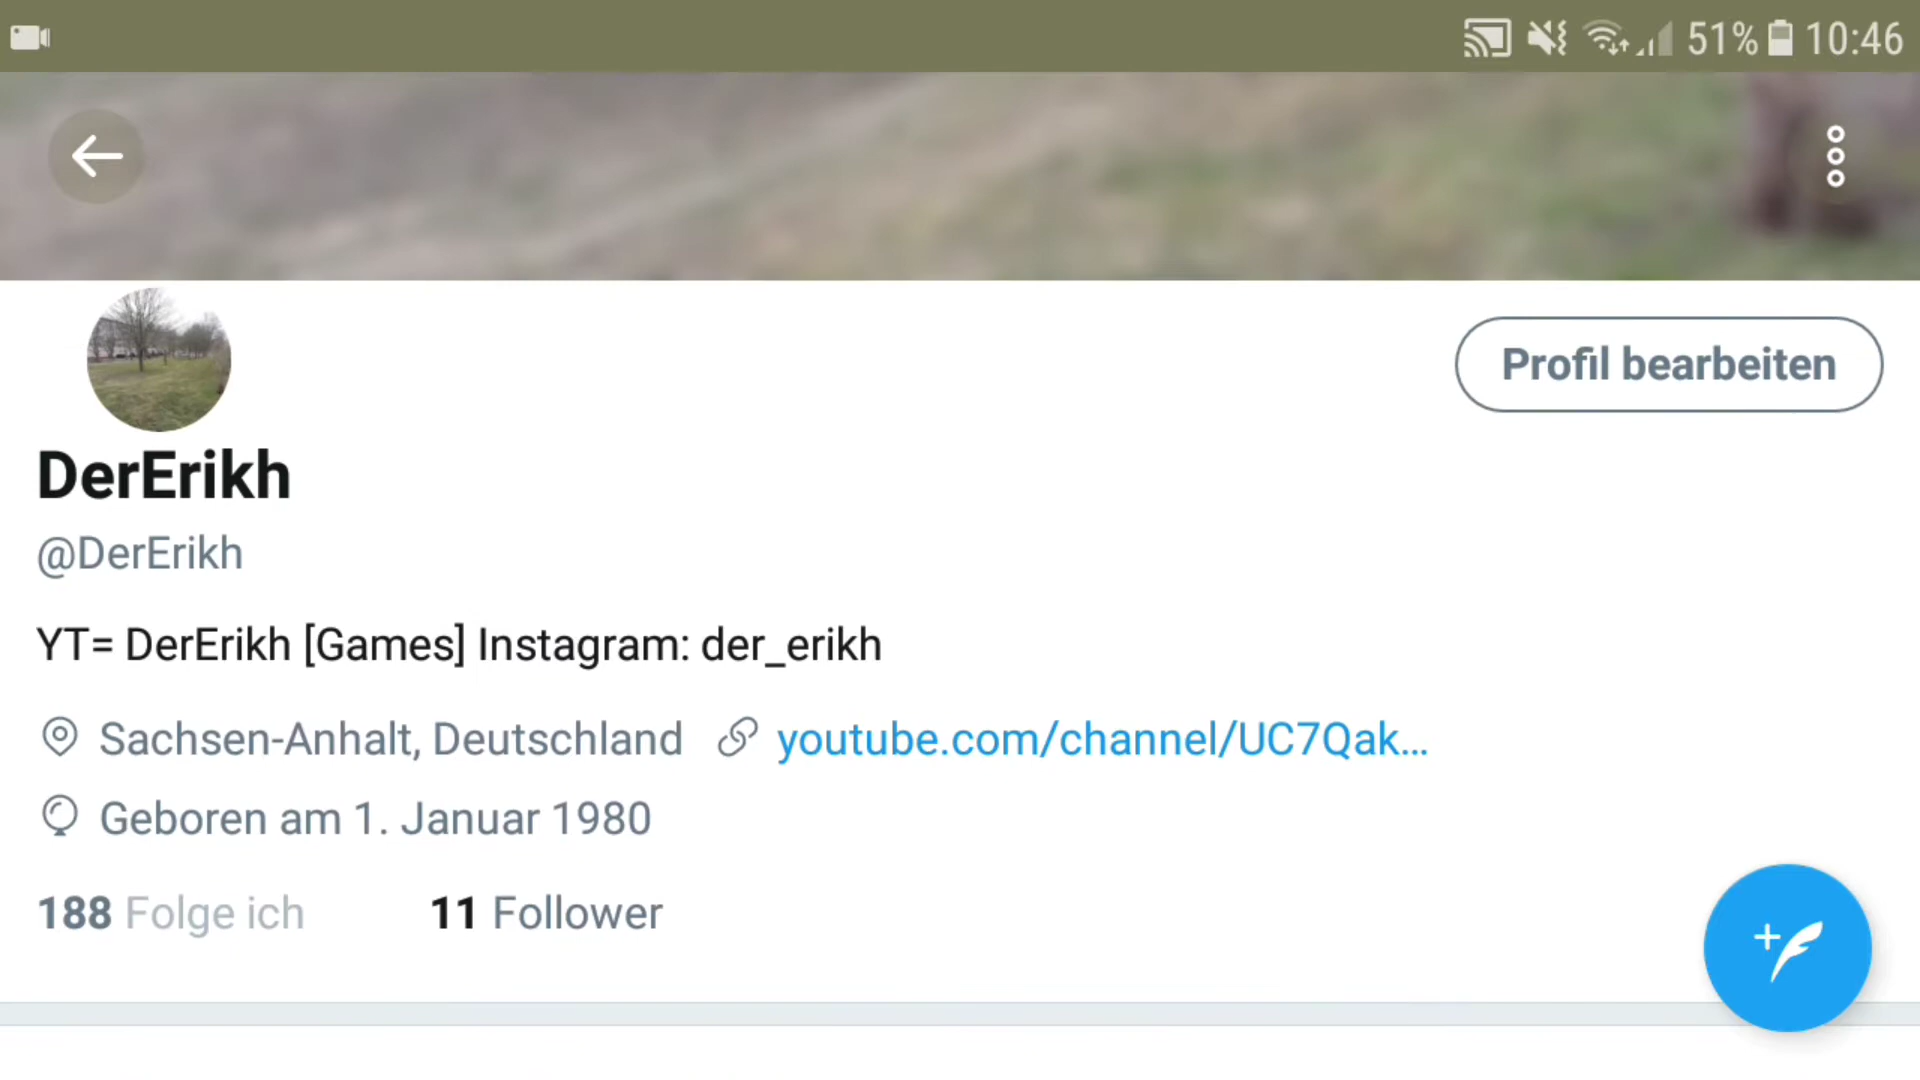 51% 10:46
Profil bearbeiten
DerErikh
@DerErikh
YT= DerErikh [Games] Instagram: der_erikh
Sachsen-Anhalt, Deutschland youtube.com/channel/UC7Qak...
Geboren am 1. Januar 1980
188 Folge ich 11 Follower